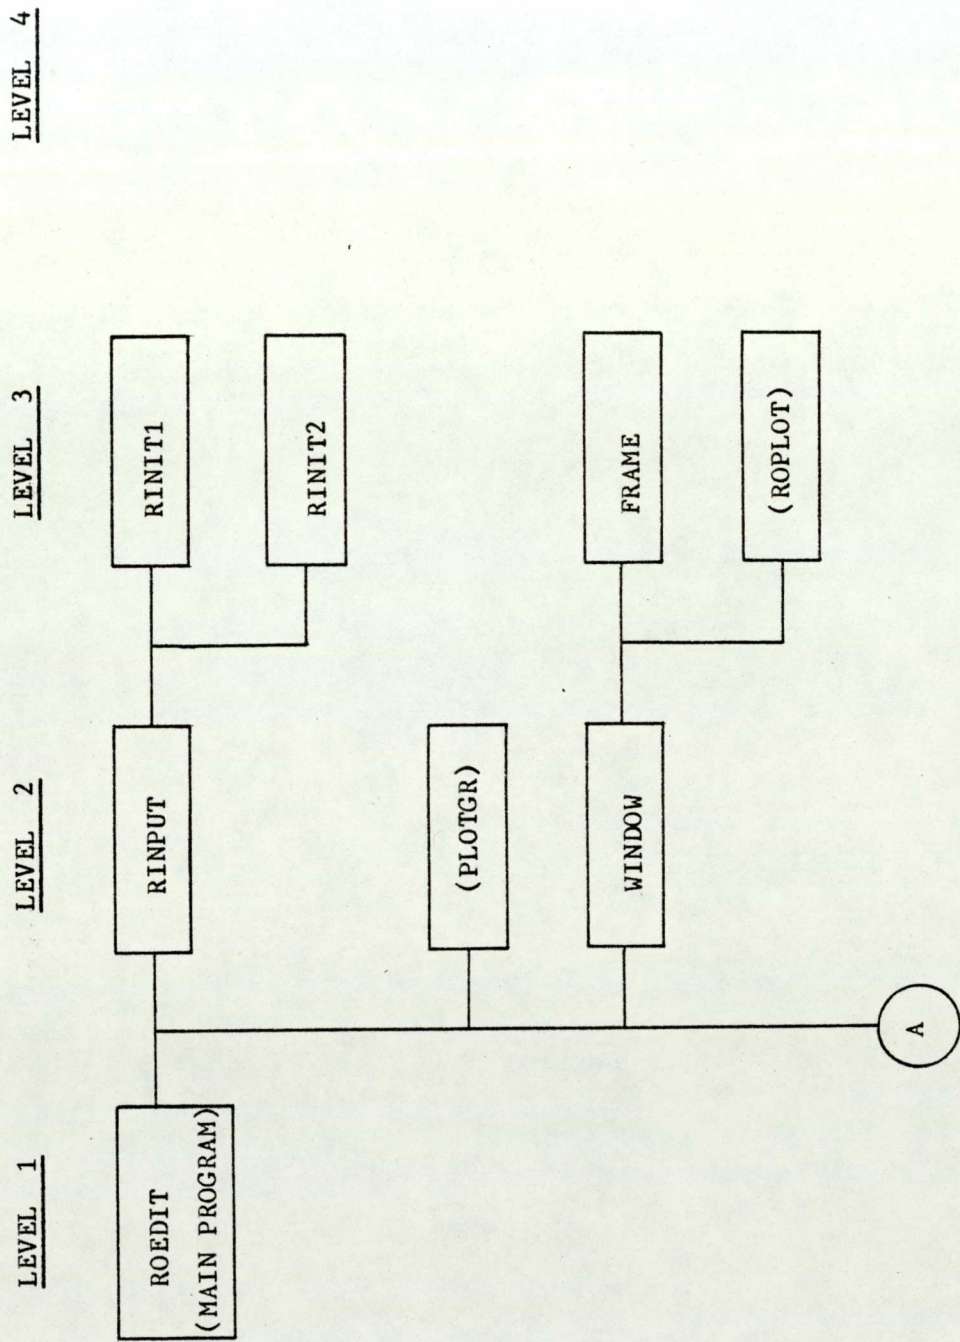 LEVEL 1
LEVEL 2
LEVEL 3
LEVEL 4
ROEDIT
(MAIN PROGRAM)
RINPUT
RINIT1
RINIT2
(PLOTGR)
WINDOW
FRAME
(ROPLOT)
A